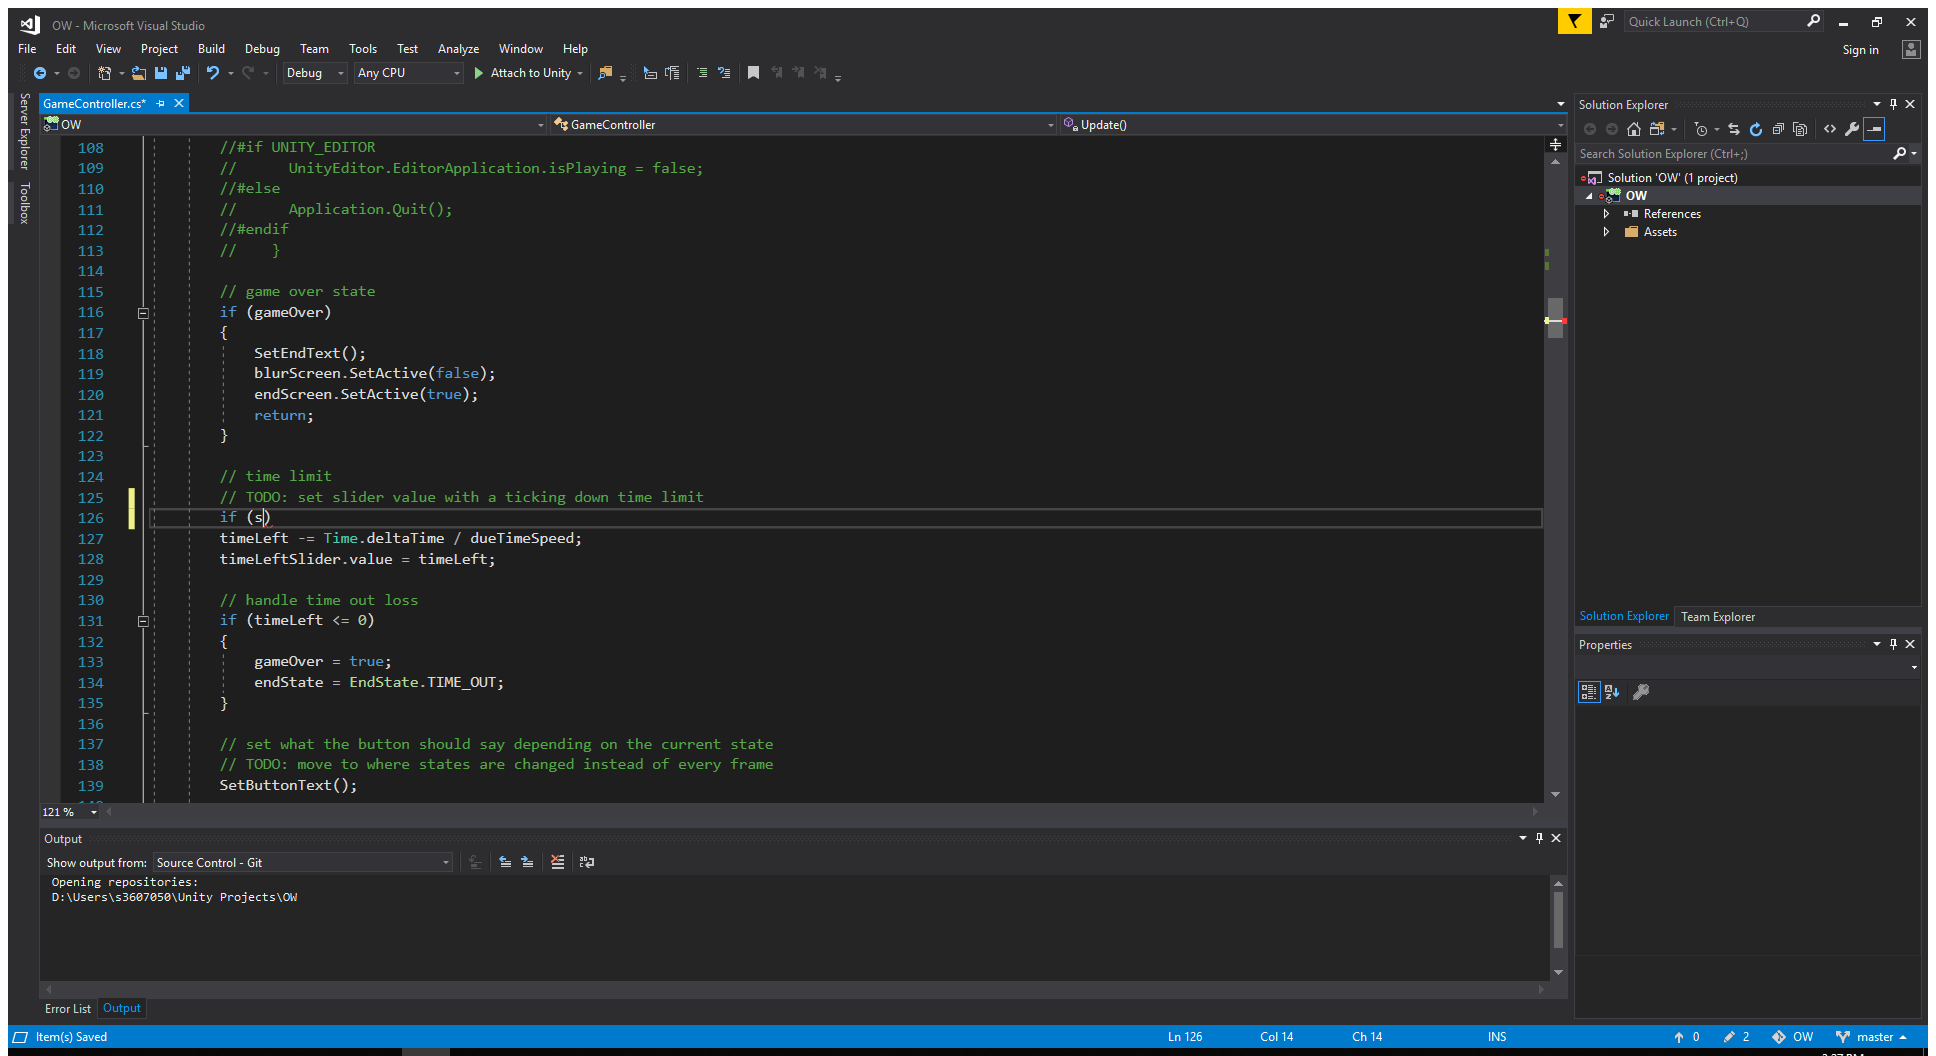 OW - Microsoft Visual Studio
Quick Launch (Ctrl+Q)
File Edit View Project Build Debug Team Tools Test Analyze Window Help
Sign in
Debug Any CPU Attach to Unity
Server Explorer
Toolbox
GameController.cs*
OW GameController Update()
108 //#if UNITY_EDITOR
109 // UnityEditor.EditorApplication.isPlaying = false;
110 //#else
111 // Application.Quit();
112 //#endif
113 // }
114
115 // game over state
116 if (gameOver)
117 {
118 SetEndText();
119 blurScreen.SetActive(false);
120 endScreen.SetActive(true);
121 return;
122 }
123
124 // time limit
125 // TODO: set slider value with a ticking down time limit
126 if (s)
127 timeLeft -= Time.deltaTime / dueTimeSpeed;
128 timeLeftSlider.value = timeLeft;
129
130 // handle time out loss
131 if (timeLeft <= 0)
132 {
133 gameOver = true;
134 endState = EndState.TIME_OUT;
135 }
136
137 // set what the button should say depending on the current state
138 // TODO: move to where states are changed instead of every frame
139 SetButtonText();
121 %
Output
Show output from: Source Control - Git
Opening repositories:
D:\Users\s3607050\Unity Projects\OW
Error List Output
Solution Explorer
Search Solution Explorer (Ctrl+;)
Solution 'OW' (1 project)
OW
References
Assets
Solution Explorer Team Explorer
Properties
Item(s) Saved Ln 126 Col 14 Ch 14 INS 0 2 OW master